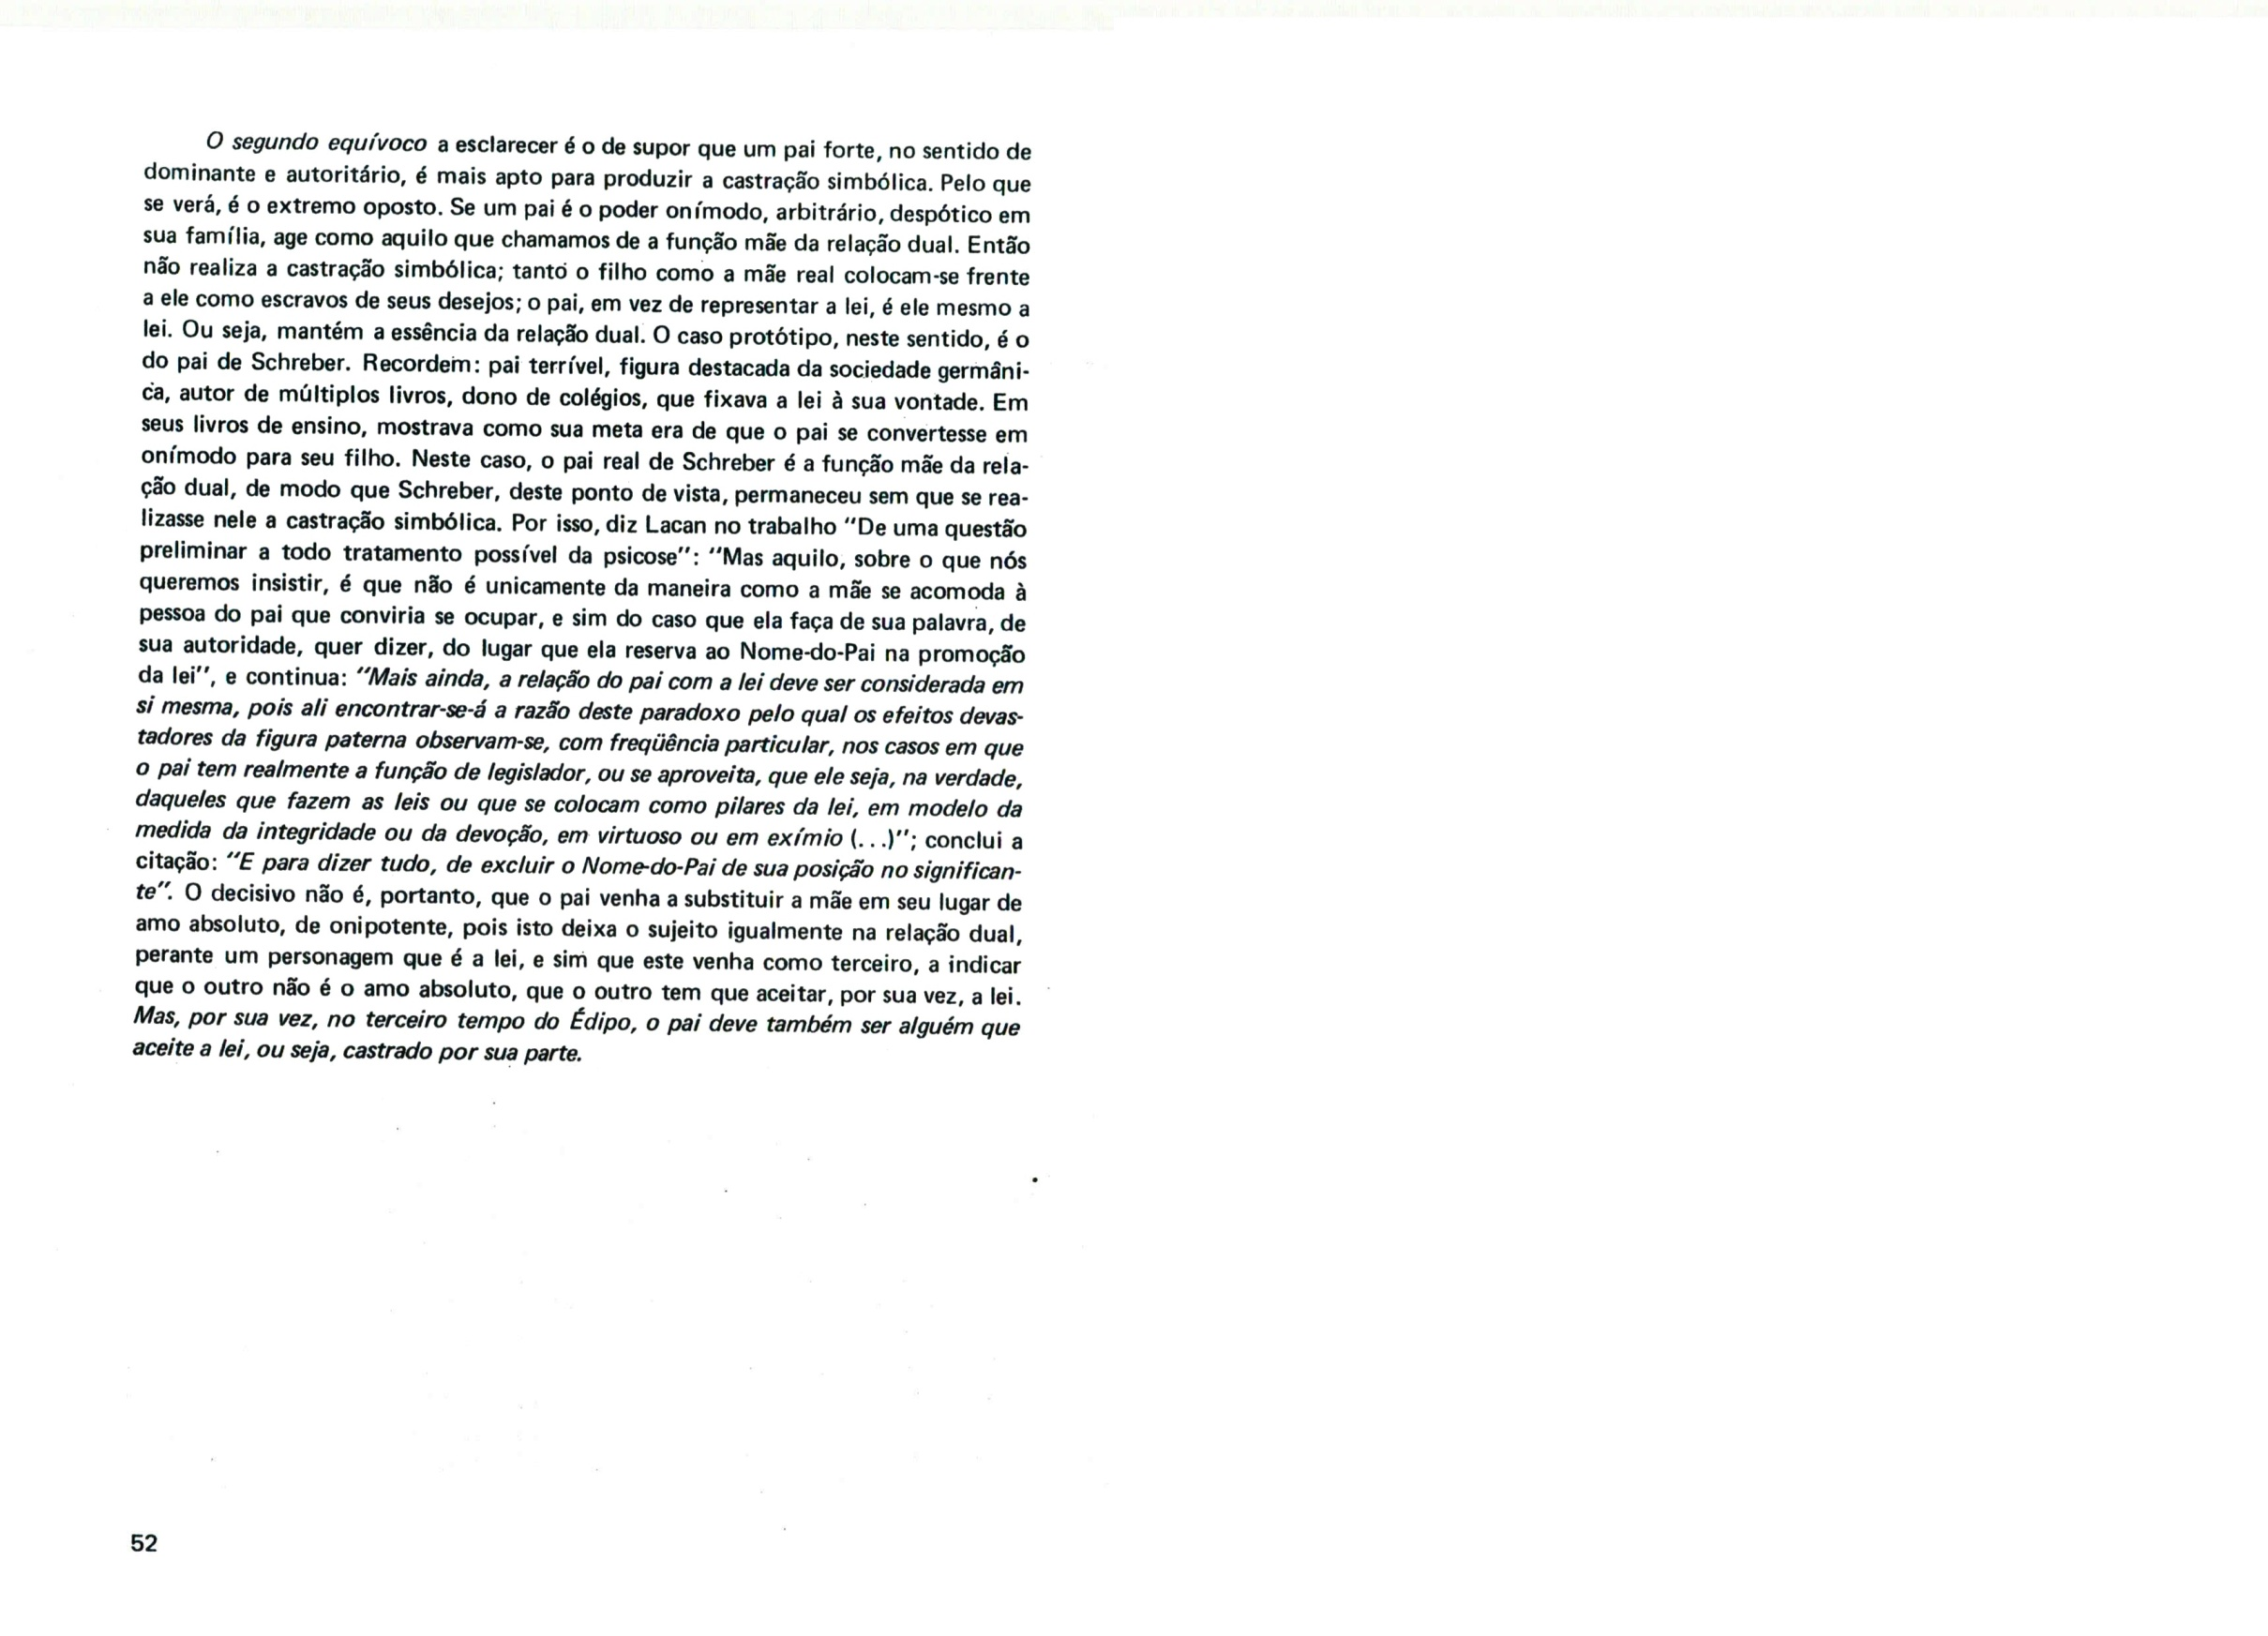 O segundo equívoco a esclarecer é o de supor que um pai forte, no sentido de
dominante e autoritário, é mais apto para produzir a castração simbólica. Pelo que
se verá, é o extremo oposto. Se um pai é o poder onímodo, arbitrário, despótico em
sua família, age como aquilo que chamamos de a função mãe da relação dual. Então
não realiza a castração simbólica; tanto o filho como a mãe real colocam-se frente
a ele como escravos de seus desejos; o pai, em vez de representar a lei, é ele mesmo a
lei. Ou seja, mantém a essência da relação dual. O caso protótipo, neste sentido, é o
do pai de Schreber. Recordem: pai terrível, figura destacada da sociedade germâni-
ca, autor de múltiplos livros, dono de colégios, que fixava a lei à sua vontade. Em
seus livros de ensino, mostrava como sua meta era de que o pai se convertesse em
onímodo para seu filho. Neste caso, o pai real de Schreber é a função mãe da rela-
ção dual, de modo que Schreber, deste ponto de vista, permaneceu sem que se rea-
lizasse nele a castração simbólica. Por isso, diz Lacan no trabalho "De uma questão
preliminar a todo tratamento possível da psicose": "Mas aquilo, sobre o que nós
queremos insistir, é que não é unicamente da maneira como a mãe se acomoda à
pessoa do pai que conviria se ocupar, e sim do caso que ela faça de sua palavra, de
sua autoridade, quer dizer, do lugar que ela reserva ao Nome-do-Pai na promoção
da lei", e continua: "Mais ainda, a relação do pai com a lei deve ser considerada em
si mesma, pois ali encontrar-se-á a razão deste paradoxo pelo qual os efeitos devas-
tadores da figura paterna observam-se, com freqüência particular, nos casos em que
o pai tem realmente a função de legislador, ou se aproveita, que ele seja, na verdade,
daqueles que fazem as leis ou que se colocam como pilares da lei, em modelo da
medida da integridade ou da devoção, em virtuoso ou em exímio (. . .)"; conclui a
citação: "E para dizer tudo, de excluir o Nome-do-Pai de sua posição no significan-
te". O decisivo não é, portanto, que o pai venha a substituir a mãe em seu lugar de
amo absoluto, de onipotente, pois isto deixa o sujeito igualmente na relação dual,
perante um personagem que é a lei, e sim que este venha como terceiro, a indicar
que o outro não é o amo absoluto, que o outro tem que aceitar, por sua vez, a lei.
Mas, por sua vez, no terceiro tempo do Édipo, o pai deve também ser alguém que
aceite a lei, ou seja, castrado por sua parte.
52